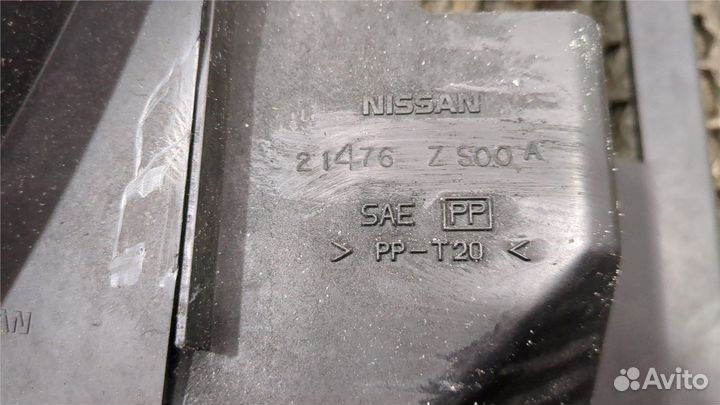 NISSAN
21476 ZS00A
SAE PP
> PP-T20 <
Avito